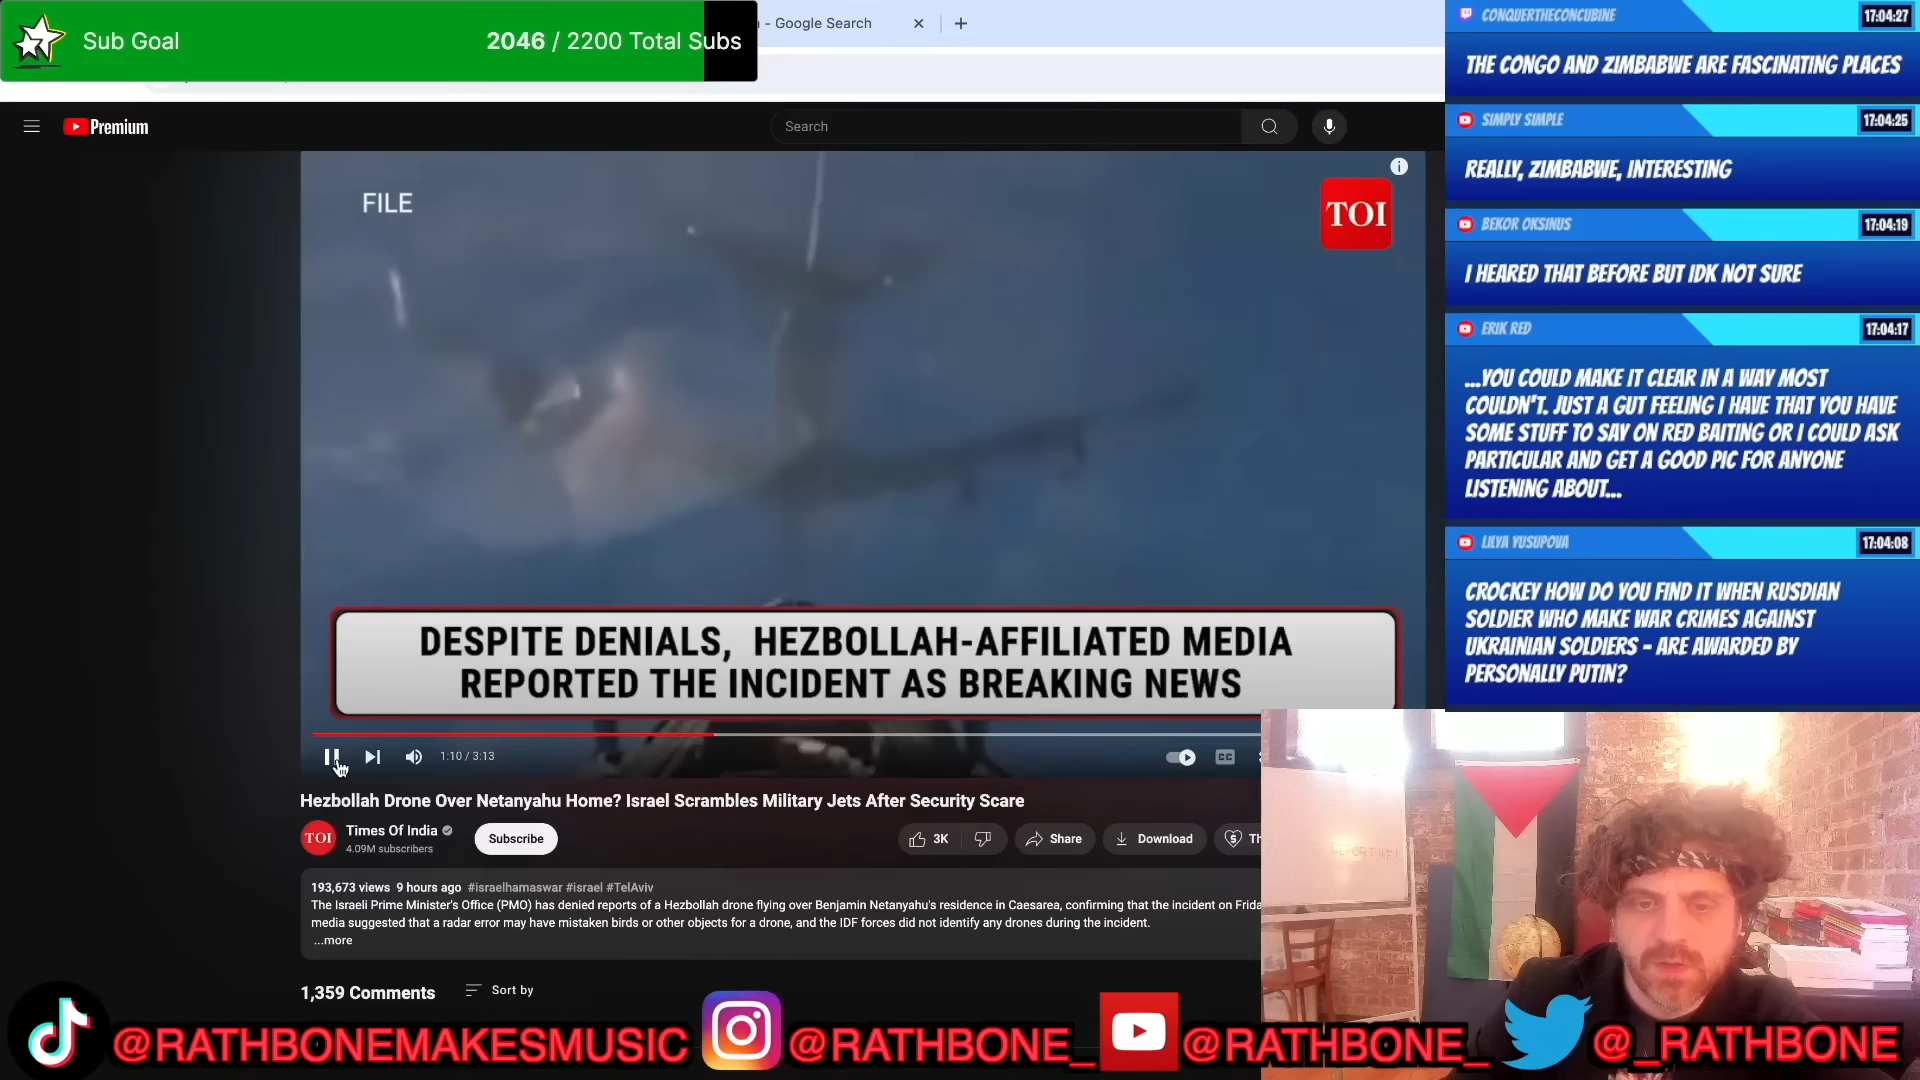 Sub Goal
2046 / 2200 Total Subs
- Google Search
Premium
Search
FILE
TOI
DESPITE DENIALS, HEZBOLLAH-AFFILIATED MEDIA
REPORTED THE INCIDENT AS BREAKING NEWS
1:10 / 3:13
CC
Hezbollah Drone Over Netanyahu Home? Israel Scrambles Military Jets After Security Scare
TOI
Times Of India
4.09M subscribers
Subscribe
3K
Share
Download
193,673 views 9 hours ago #israelhamaswar #israel #TelAviv
The Israeli Prime Minister's Office (PMO) has denied reports of a Hezbollah drone flying over Benjamin Netanyahu's residence in Caesarea, confirming that the incident on Frida
media suggested that a radar error may have mistaken birds or other objects for a drone, and the IDF forces did not identify any drones during the incident.
...more
1,359 Comments
Sort by
CONQUERTHECONCUBINE
17:04:27
THE CONGO AND ZIMBABWE ARE FASCINATING PLACES
SIMPLY SIMPLE
17:04:25
REALLY, ZIMBABWE, INTERESTING
BEKOR OKSINUS
17:04:19
I HEARED THAT BEFORE BUT IDK NOT SURE
ERIK RED
17:04:17
...YOU COULD MAKE IT CLEAR IN A WAY MOST
COULDN'T. JUST A GUT FEELING I HAVE THAT YOU HAVE
SOME STUFF TO SAY ON RED BAITING OR I COULD ASK
PARTICULAR AND GET A GOOD PIC FOR ANYONE
LISTENING ABOUT...
LILYA YUSUPOVA
17:04:08
CROCKEY HOW DO YOU FIND IT WHEN RUSDIAN
SOLDIER WHO MAKE WAR CRIMES AGAINST
UKRAINIAN SOLDIERS - ARE AWARDED BY
PERSONALLY PUTIN?
@RATHBONEMAKESMUSIC
@RATHBONE_
@RATHBONE_
@_RATHBONE